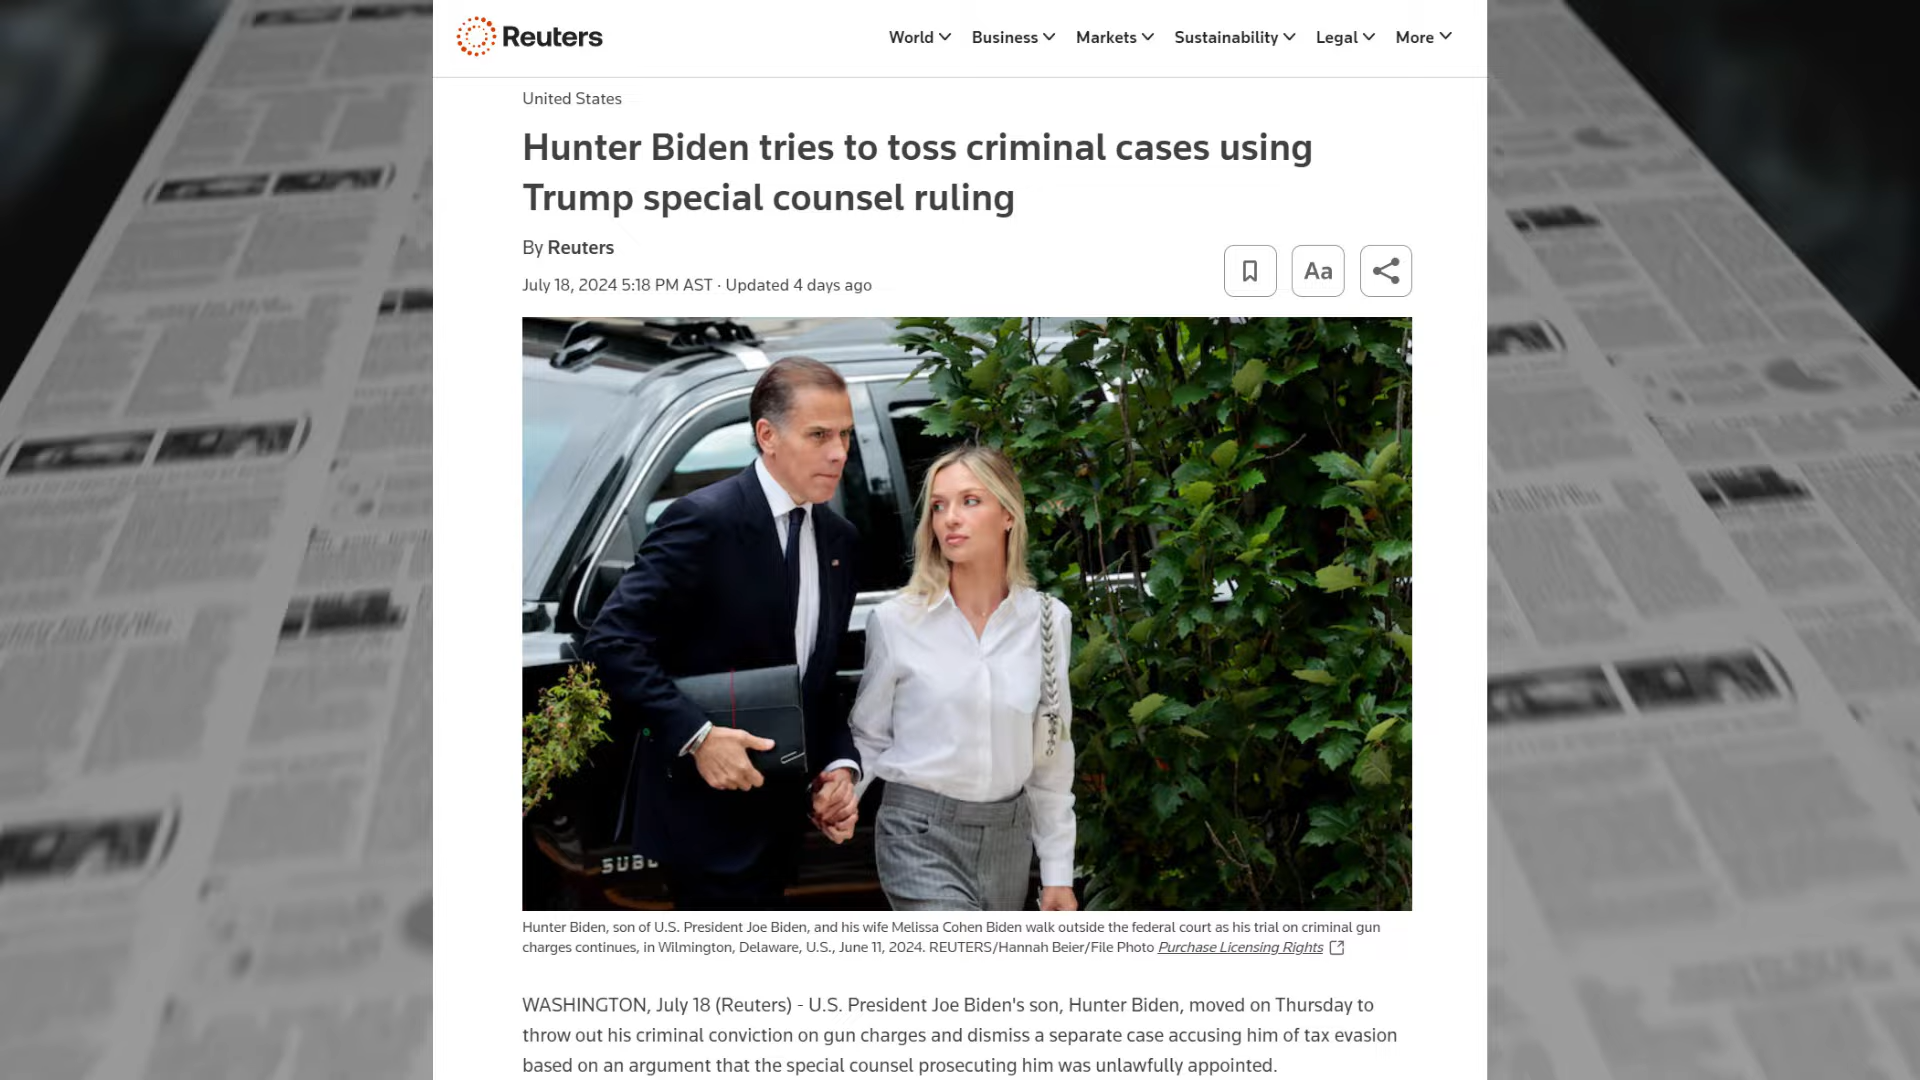 Reuters
World Business Markets Sustainability Legal More
United States
Hunter Biden tries to toss criminal cases using
Trump special counsel ruling
By Reuters
July 18, 2024 5:18 PM AST · Updated 4 days ago
Aa
SUB
Hunter Biden, son of U.S. President Joe Biden, and his wife Melissa Cohen Biden walk outside the federal court as his trial on criminal gun
charges continues, in Wilmington, Delaware, U.S., June 11, 2024. REUTERS/Hannah Beier/File Photo Purchase Licensing Rights
WASHINGTON, July 18 (Reuters) - U.S. President Joe Biden's son, Hunter Biden, moved on Thursday to
throw out his criminal conviction on gun charges and dismiss a separate case accusing him of tax evasion
based on an argument that the special counsel prosecuting him was unlawfully appointed.